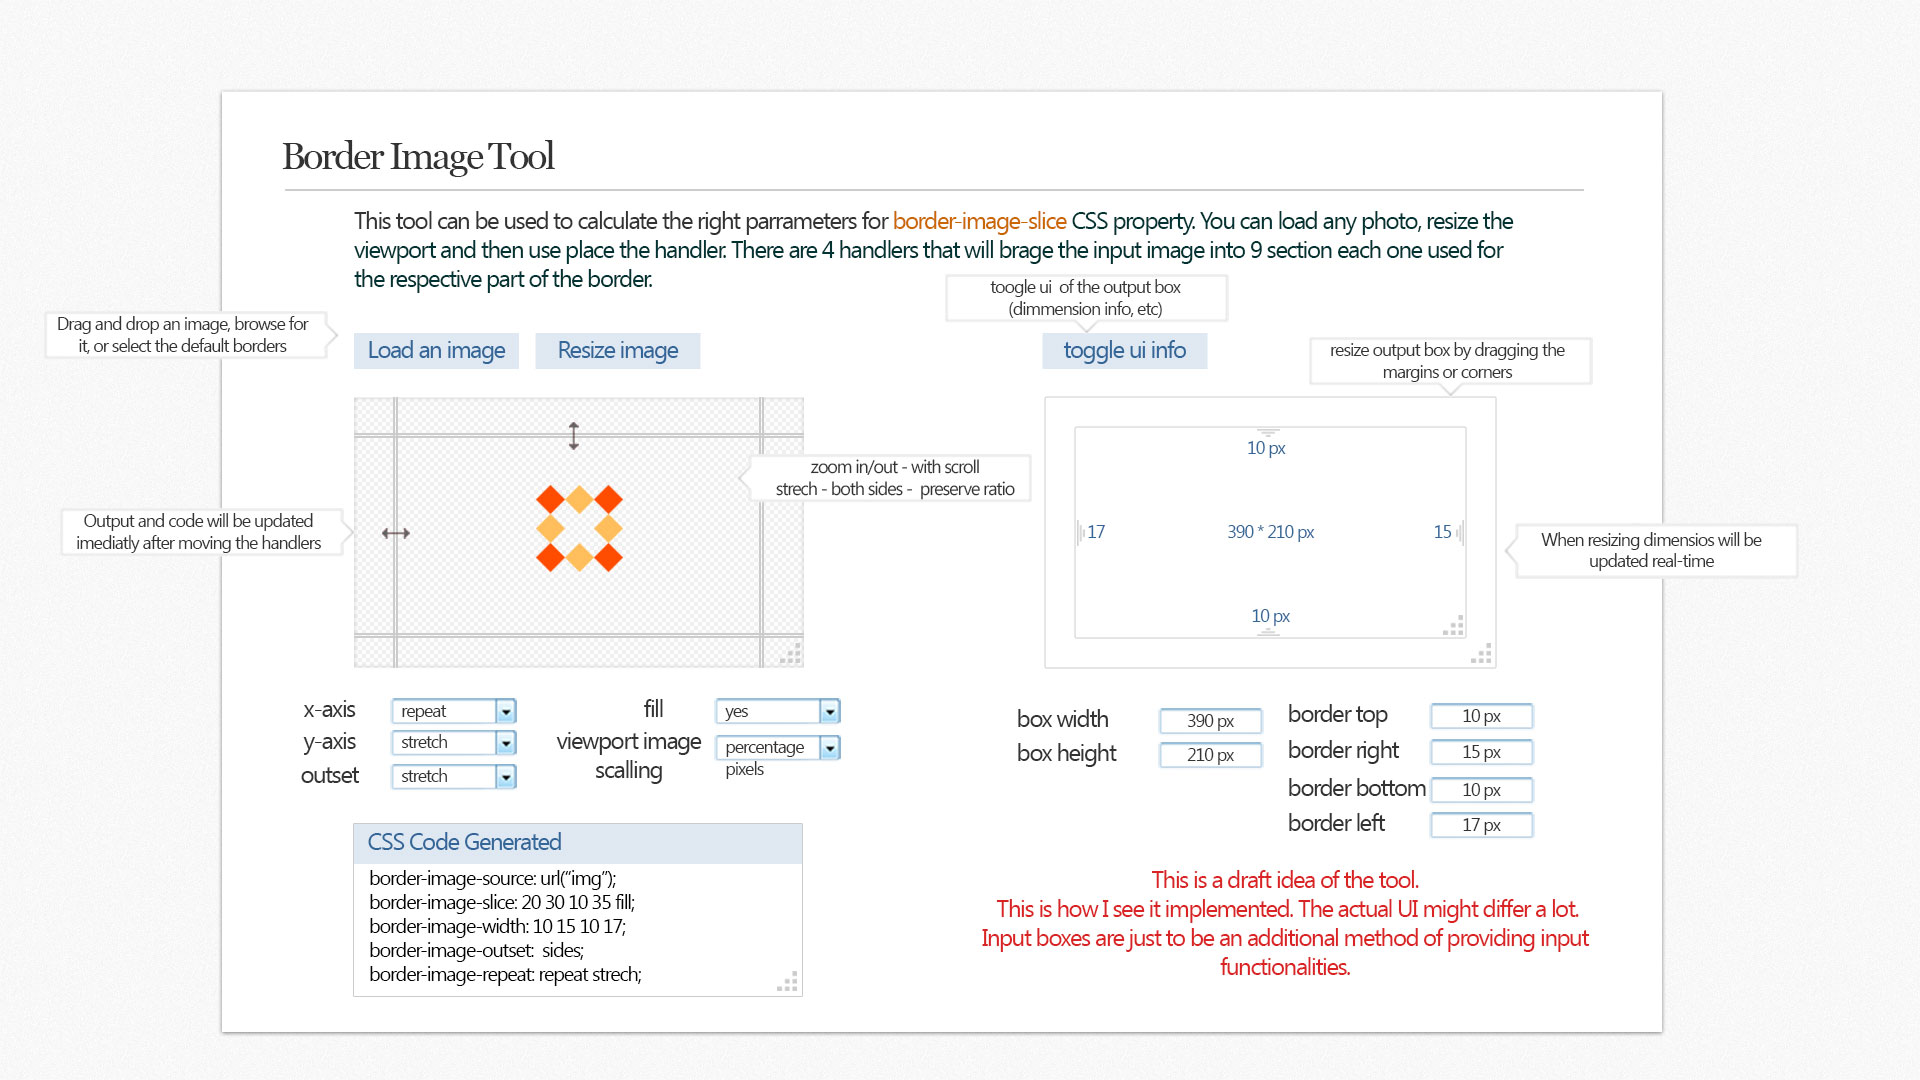 Border Image Tool
This tool can be used to calculate the right parrameters for border-image-slice CSS property. You can load any photo, resize the
viewport and then use place the handler. There are 4 handlers that will brage the input image into 9 section each one used for
the respective part of the border.
toogle ui  of the output box
(dimmension info, etc)
Drag and drop an image, browse for
it, or select the default borders
Load an image
Resize image
toggle ui info
resize output box by dragging the
margins or corners
zoom in/out - with scroll
strech - both sides -  preserve ratio
Output and code will be updated
imediatly after moving the handlers
10 px
17
390 * 210 px
15
10 px
When resizing dimensios will be
updated real-time
x-axis
repeat
y-axis
stretch
outset
stretch
fill
yes
viewport image
scalling
percentage
pixels
box width
390 px
box height
210 px
border top
10 px
border right
15 px
border bottom
10 px
border left
17 px
CSS Code Generated
border-image-source: url(“img”);
border-image-slice: 20 30 10 35 fill;
border-image-width: 10 15 10 17;
border-image-outset:  sides;
border-image-repeat: repeat strech;
This is a draft idea of the tool.
This is how I see it implemented. The actual UI might differ a lot.
Input boxes are just to be an additional method of providing input
functionalities.